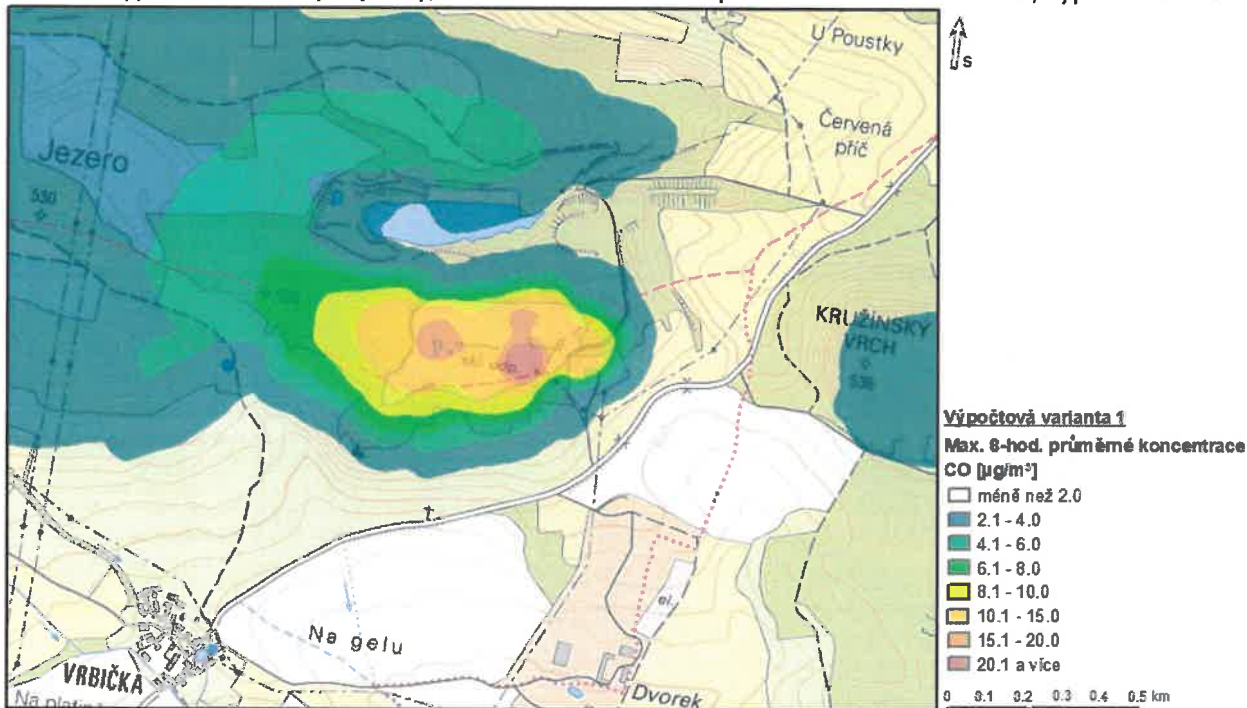 U Poustky
s
Červená
příč
Jezero
530
KRUŽÍNSKÝ
VRCH
536
Výpočtová varianta 1
Max. 8-hod. průměrné koncentrace
CO [µg/m³]
méně než 2.0
2.1 - 4.0
4.1 - 6.0
6.1 - 8.0
8.1 - 10.0
10.1 - 15.0
15.1 - 20.0
20.1 a více
el.
Na gelu
VRBIČKA
Dvorek
0 0.1 0.2 0.3 0.4 0.5 km